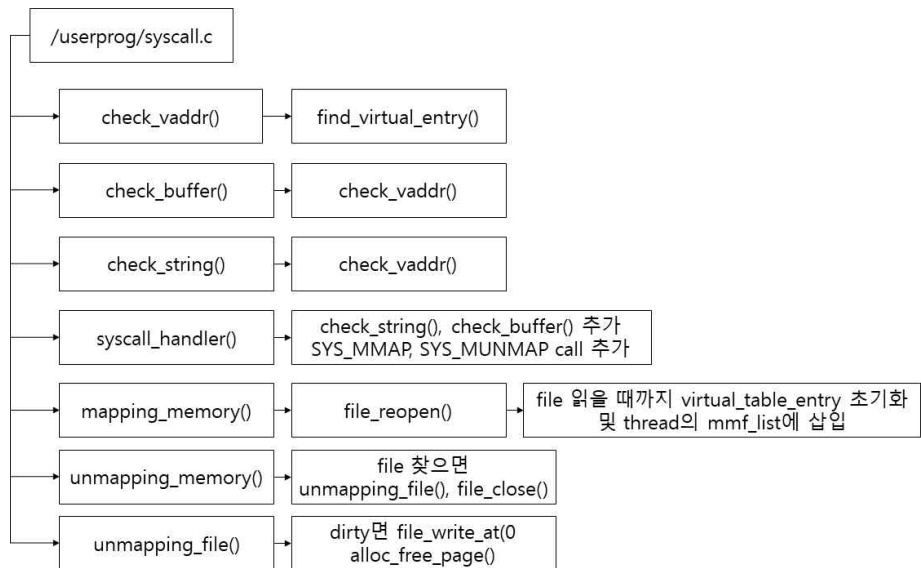 /userprog/syscall.c
check_vaddr()
find_virtual_entry()
check_buffer()
check_vaddr()
check_string()
check_vaddr()
syscall_handler()
check_string(), check_buffer() 추가
SYS_MMAP, SYS_MUNMAP call 추가
mapping_memory()
file_reopen()
file 읽을 때까지 virtual_table_entry 초기화
및 thread의 mmf_list에 삽입
unmapping_memory()
file 찾으면
unmapping_file(), file_close()
unmapping_file()
dirty면 file_write_at(0
alloc_free_page()